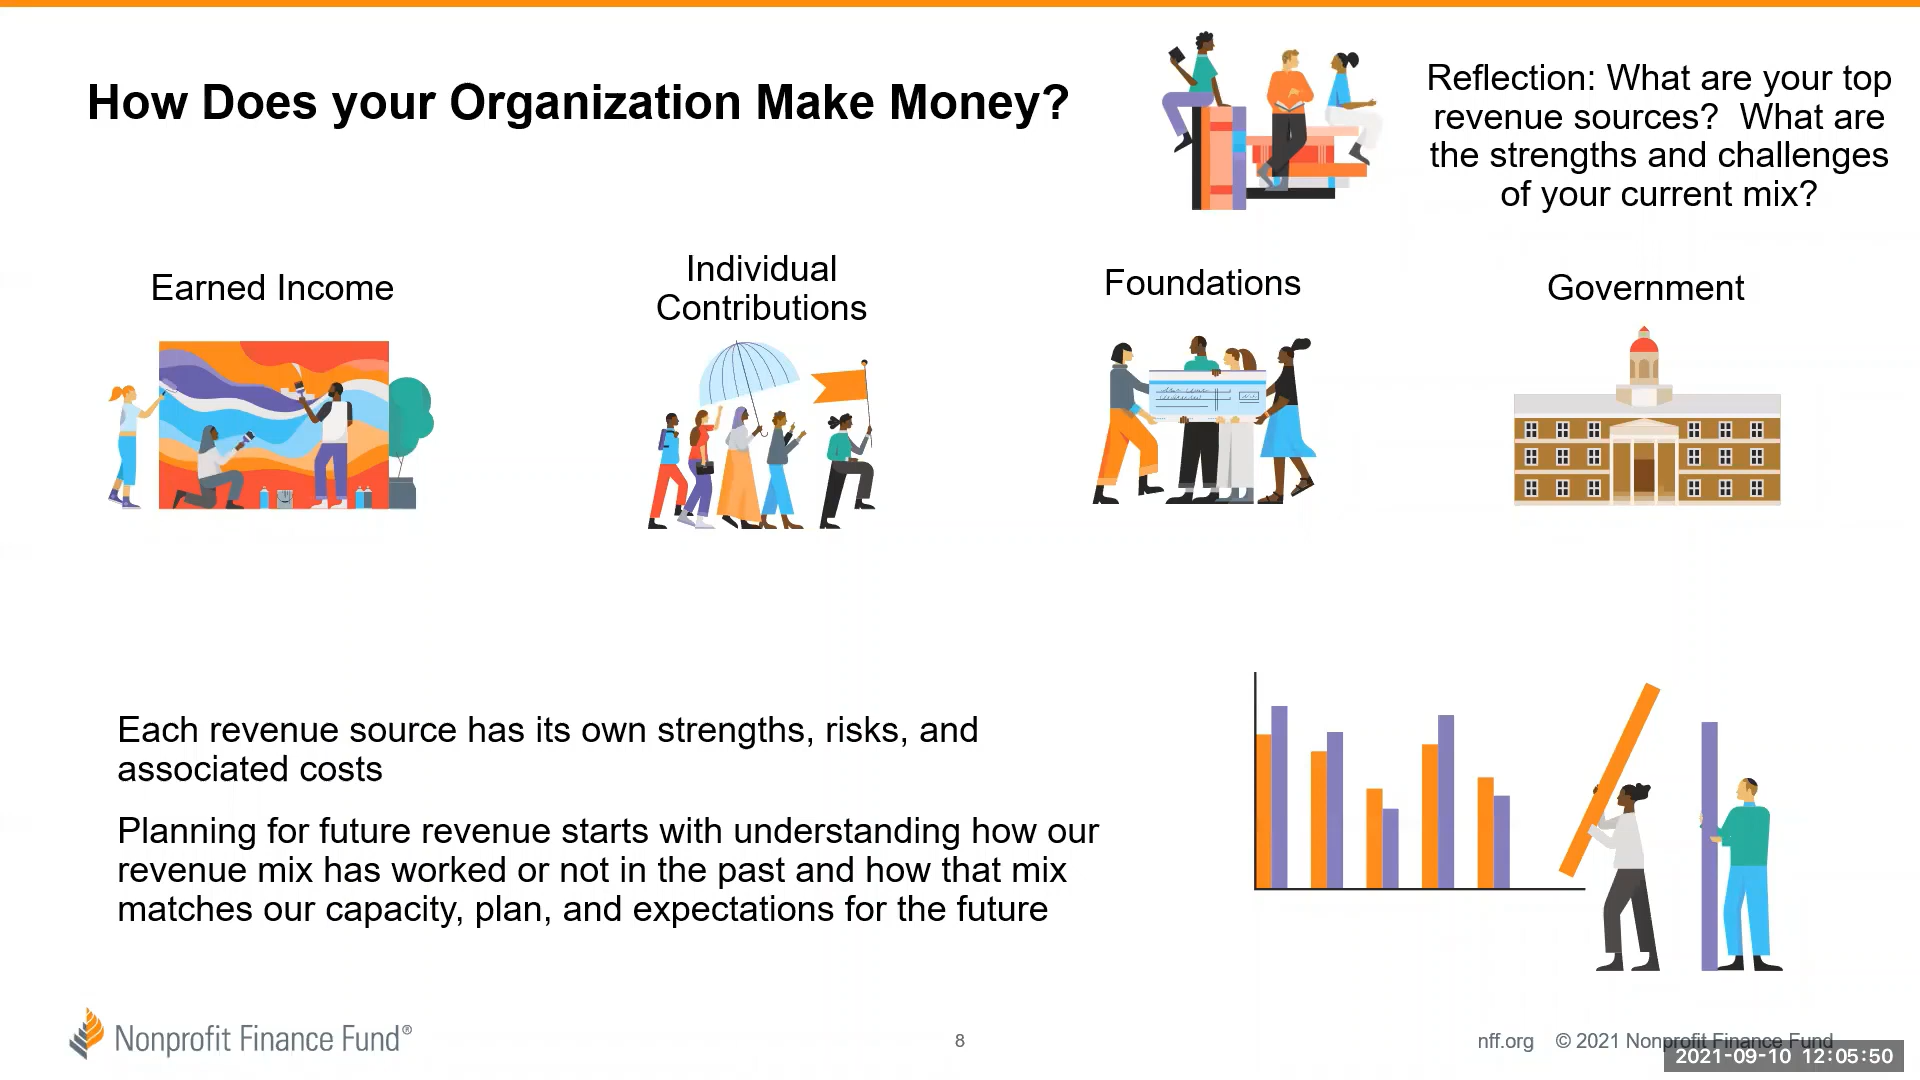 How Does your Organization Make Money?
Reflection: What are your top
revenue sources?  What are
the strengths and challenges
of your current mix?
Earned Income
Individual
Contributions
Foundations
Government
Each revenue source has its own strengths, risks, and
associated costs
Planning for future revenue starts with understanding how our
revenue mix has worked or not in the past and how that mix
matches our capacity, plan, and expectations for the future
Nonprofit Finance Fund®
8
nff.org © 2021 Nonprofit Finance Fund
2021-09-10 12:05:50